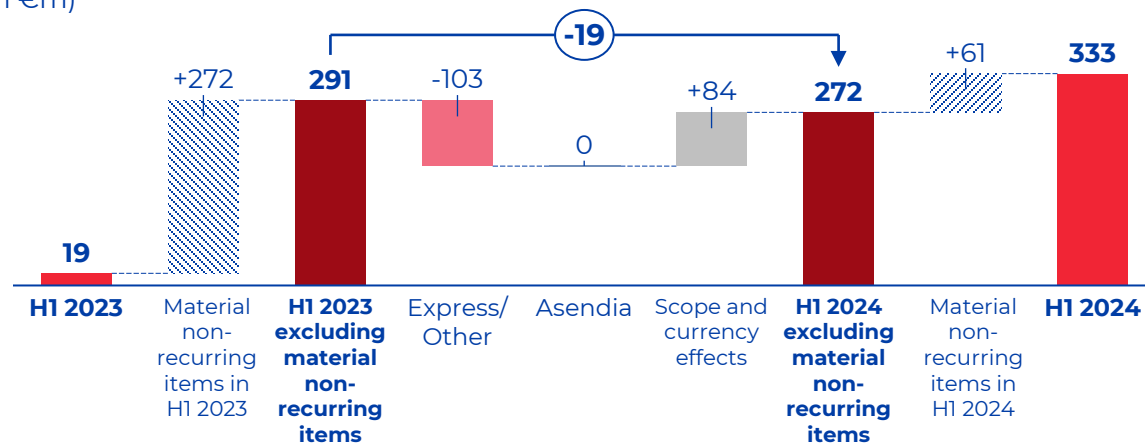 €m)
-19
+272
291
-103
0
+84
272
+61
333
19
H1 2023
Material
non-
recurring
items in
H1 2023
H1 2023
excluding
material
non-
recurring
items
Express/
Other
Asendia
Scope and
currency
effects
H1 2024
excluding
material
non-
recurring
items
Material
non-
recurring
items in
H1 2024
H1 2024